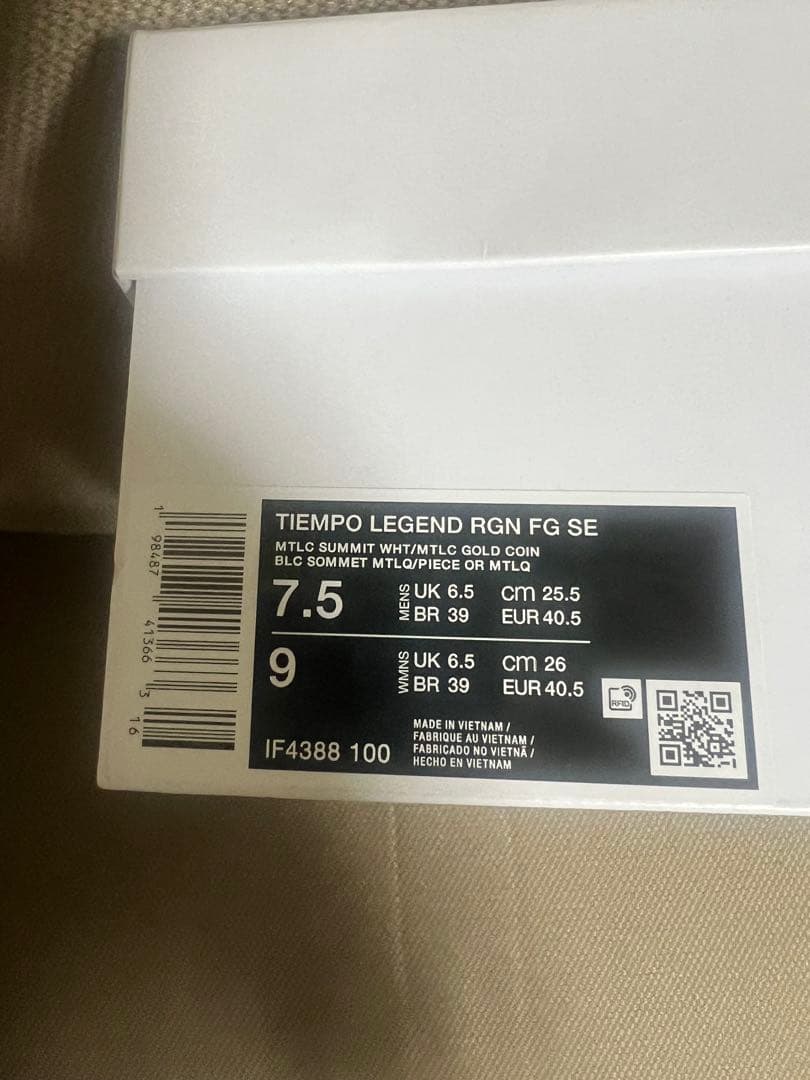 TIEMPO LEGEND RGN FG SE
MTLC SUMMIT WHT/MTLC GOLD COIN
BLC SOMMET MTLQ/PIECE OR MTLQ
7.5 MENS UK 6.5 cm 25.5
BR 39 EUR 40.5
9 WMNS UK 6.5 cm 26
BR 39 EUR 40.5
RFID
IF4388 100
MADE IN VIETNAM /
FABRIQUE AU VIETNAM /
FABRICADO NO VIETNÃ /
HECHO EN VIETNAM
1 98487 41366 3 16